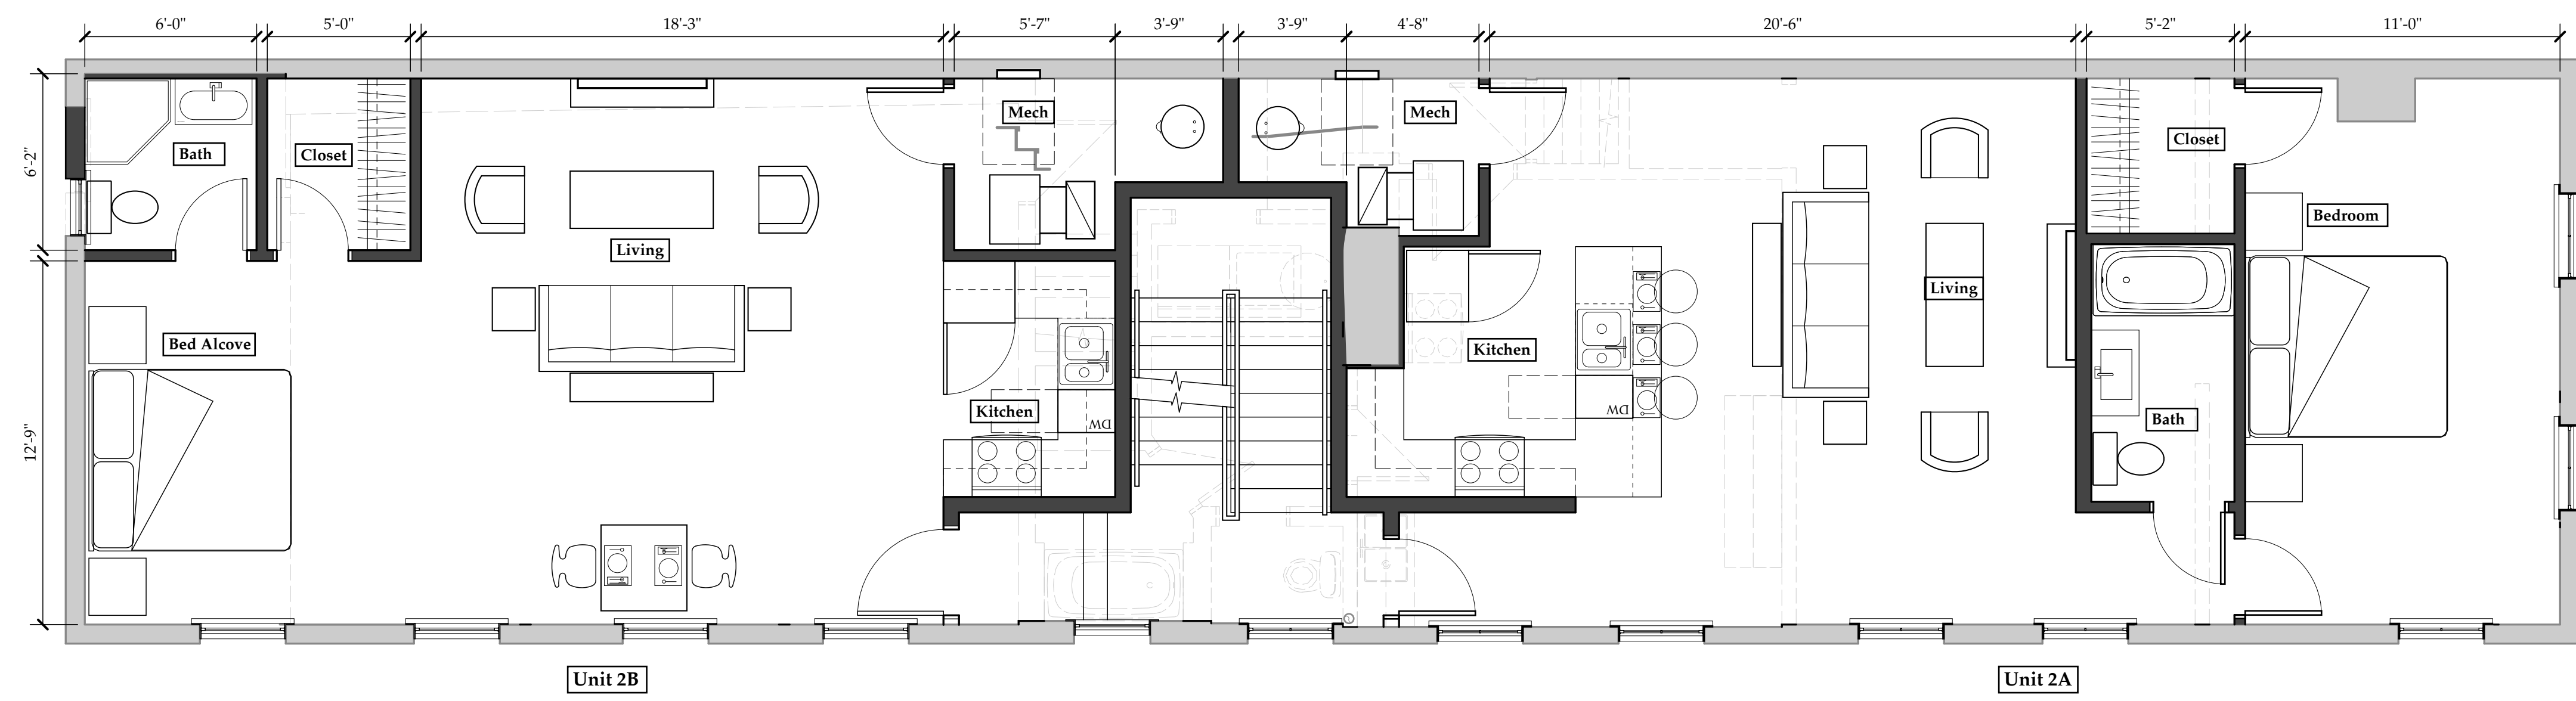 6'-0"
5'-0"
18'-3"
5'-7"
3'-9"
3'-9"
4'-8"
20'-6"
5'-2"
11'-0"
6'-2"
12'-9"
Bath
Closet
Mech
Mech
Closet
Living
Bedroom
Bed Alcove
Living
Kitchen
Kitchen
DW
DW
Bath
Unit 2B
Unit 2A